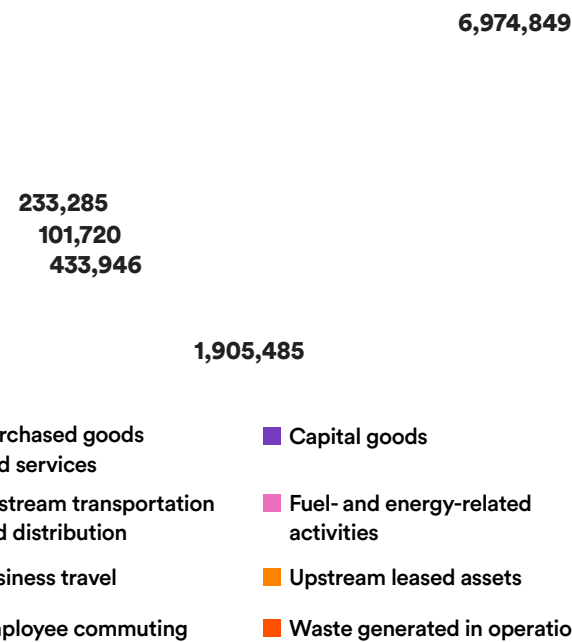 6,974,849
233,285
101,720
433,946
1,905,485
rchased goods
d services
Capital goods
stream transportation
d distribution
Fuel- and energy-related
activities
siness travel
Upstream leased assets
ployee commuting
Waste generated in operatio